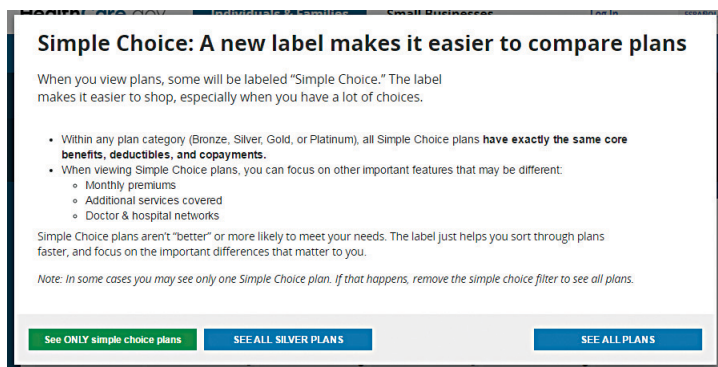 HealthCare.gov Individuals & Families Small Businesses Log In
Simple Choice: A new label makes it easier to compare plans
When you view plans, some will be labeled “Simple Choice.” The label
makes it easier to shop, especially when you have a lot of choices.
• Within any plan category (Bronze, Silver, Gold, or Platinum), all Simple Choice plans have exactly the same core
benefits, deductibles, and copayments.
• When viewing Simple Choice plans, you can focus on other important features that may be different:
○ Monthly premiums
○ Additional services covered
○ Doctor & hospital networks
Simple Choice plans aren’t “better” or more likely to meet your needs. The label just helps you sort through plans
faster, and focus on the important differences that matter to you.
Note: In some cases you may see only one Simple Choice plan. If that happens, remove the simple choice filter to see all plans.
See ONLY simple choice plans SEE ALL SILVER PLANS SEE ALL PLANS